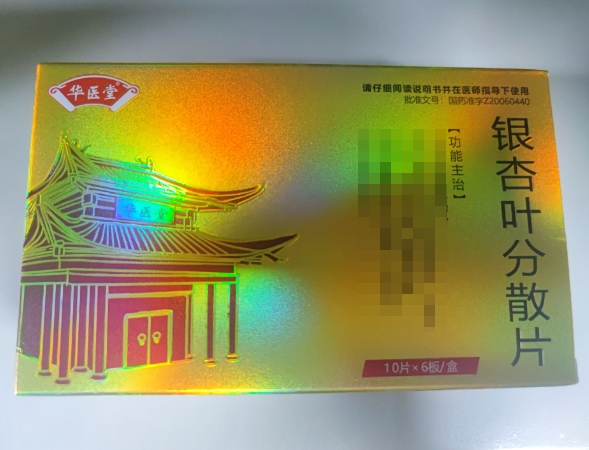 华医堂
请仔细阅读说明书并在医师指导下使用
批准文号：国药准字Z20060440
银杏叶分散片
【功能主治】
华医堂
10片×6板/盒